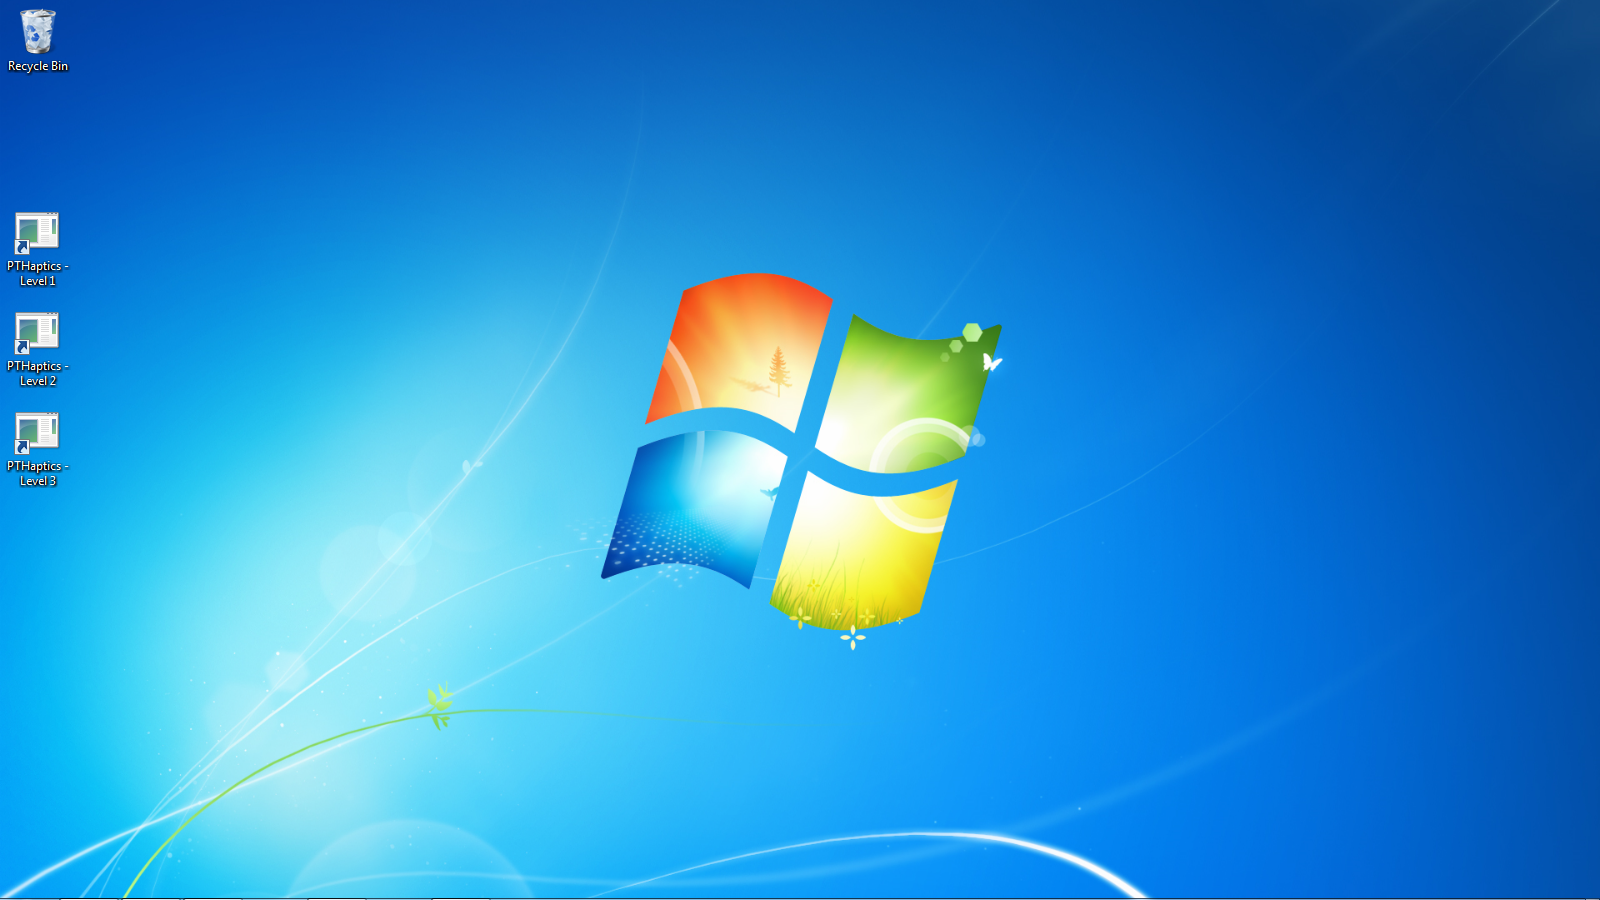 Recycle Bin
PTHaptics -
Level 1
PTHaptics -
Level 2
PTHaptics -
Level 3